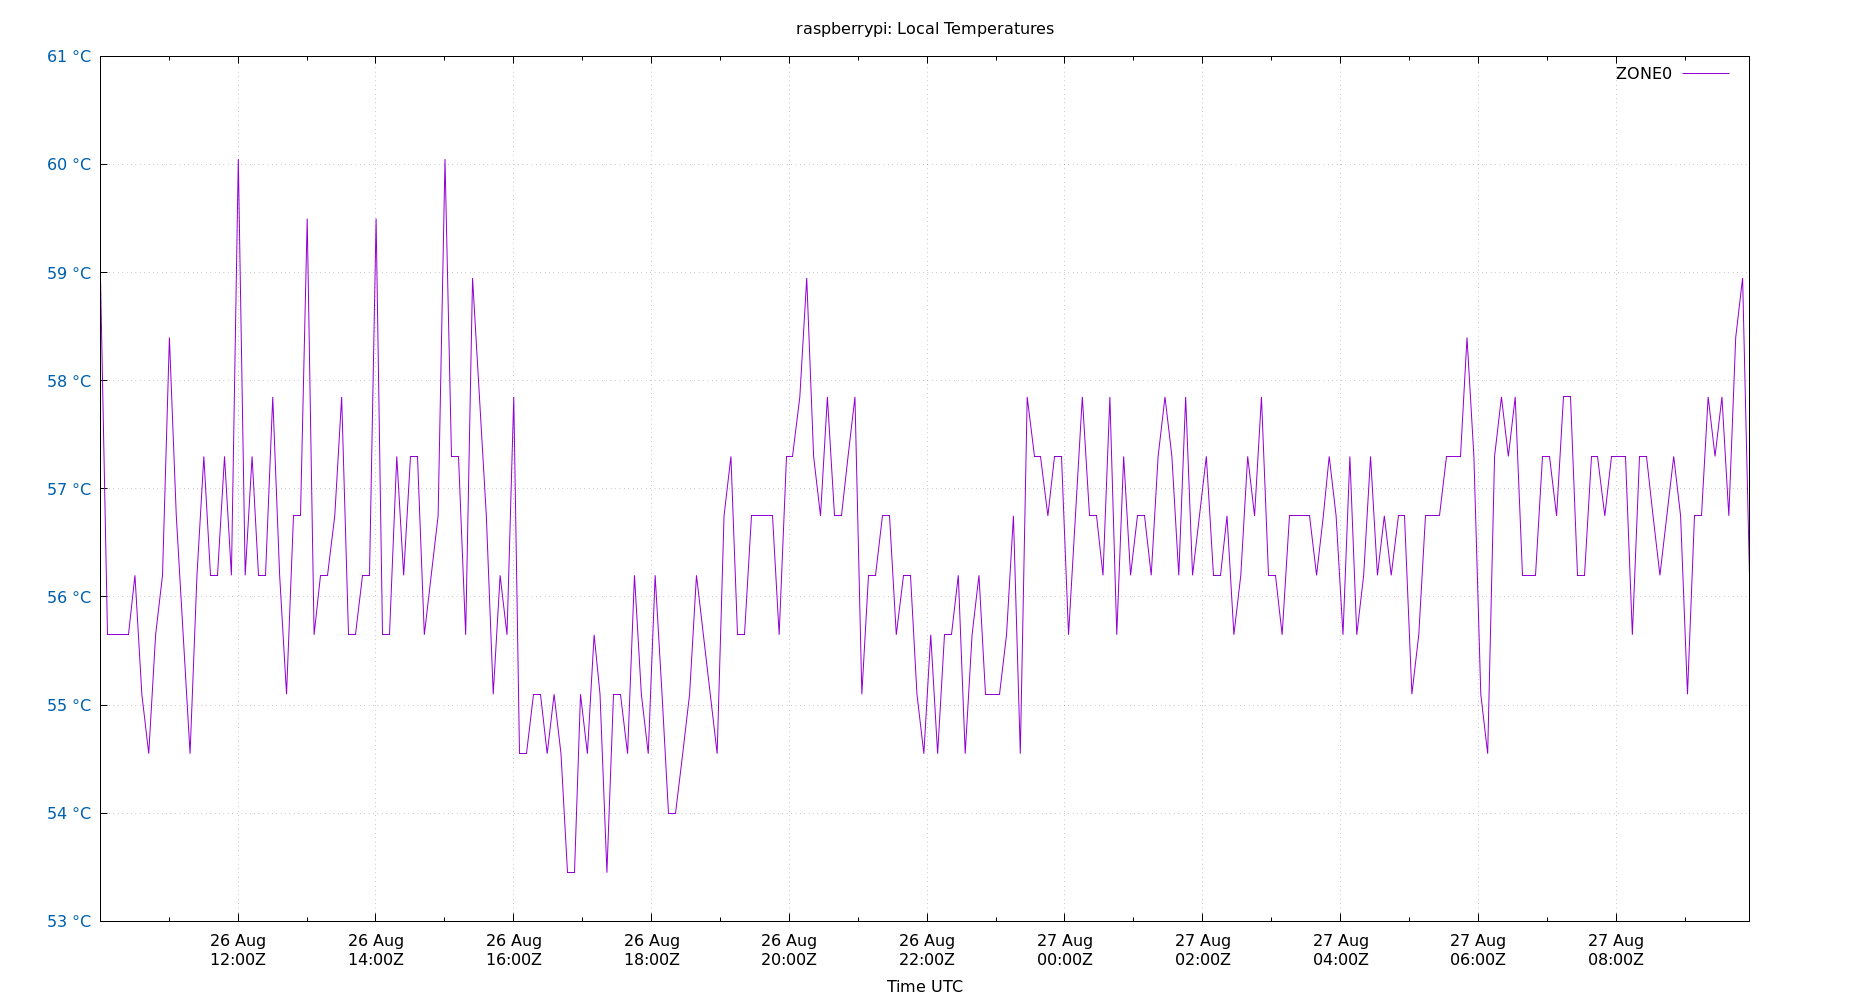 raspberrypi: Local Temperatures
61 °C
ZONE0
60 °C
59 °C
58 °C
57 °C
56 °C
55 °C
54 °C
53 °C
26 Aug 26 Aug 26 Aug 26 Aug 26 Aug 26 Aug 27 Aug 27 Aug 27 Aug 27 Aug 27 Aug
12:00Z 14:00Z 16:00Z 18:00Z 20:00Z 22:00Z 00:00Z 02:00Z 04:00Z 06:00Z 08:00Z
Time UTC